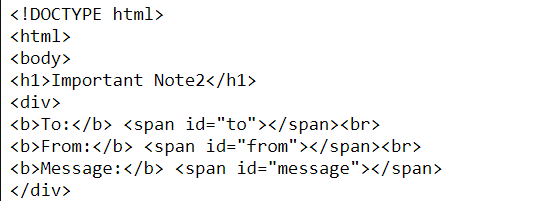 <!DOCTYPE html>
<html>
<body>
<h1>Important Note2</h1>
<div>
<b>To:</b> <span id="to"></span><br>
<b>From:</b> <span id="from"></span><br>
<b>Message:</b> <span id="message"></span>
</div>